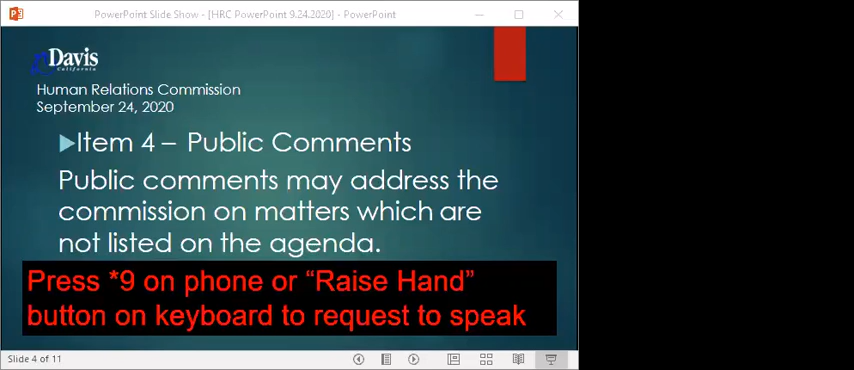 PowerPoint Slide Show - [HRC PowerPoint 9.24.2020] - PowerPoint
Davis
California
Human Relations Commission
September 24, 2020
Item 4 – Public Comments
Public comments may address the
commission on matters which are
not listed on the agenda.
Press *9 on phone or “Raise Hand”
button on keyboard to request to speak
Slide 4 of 11